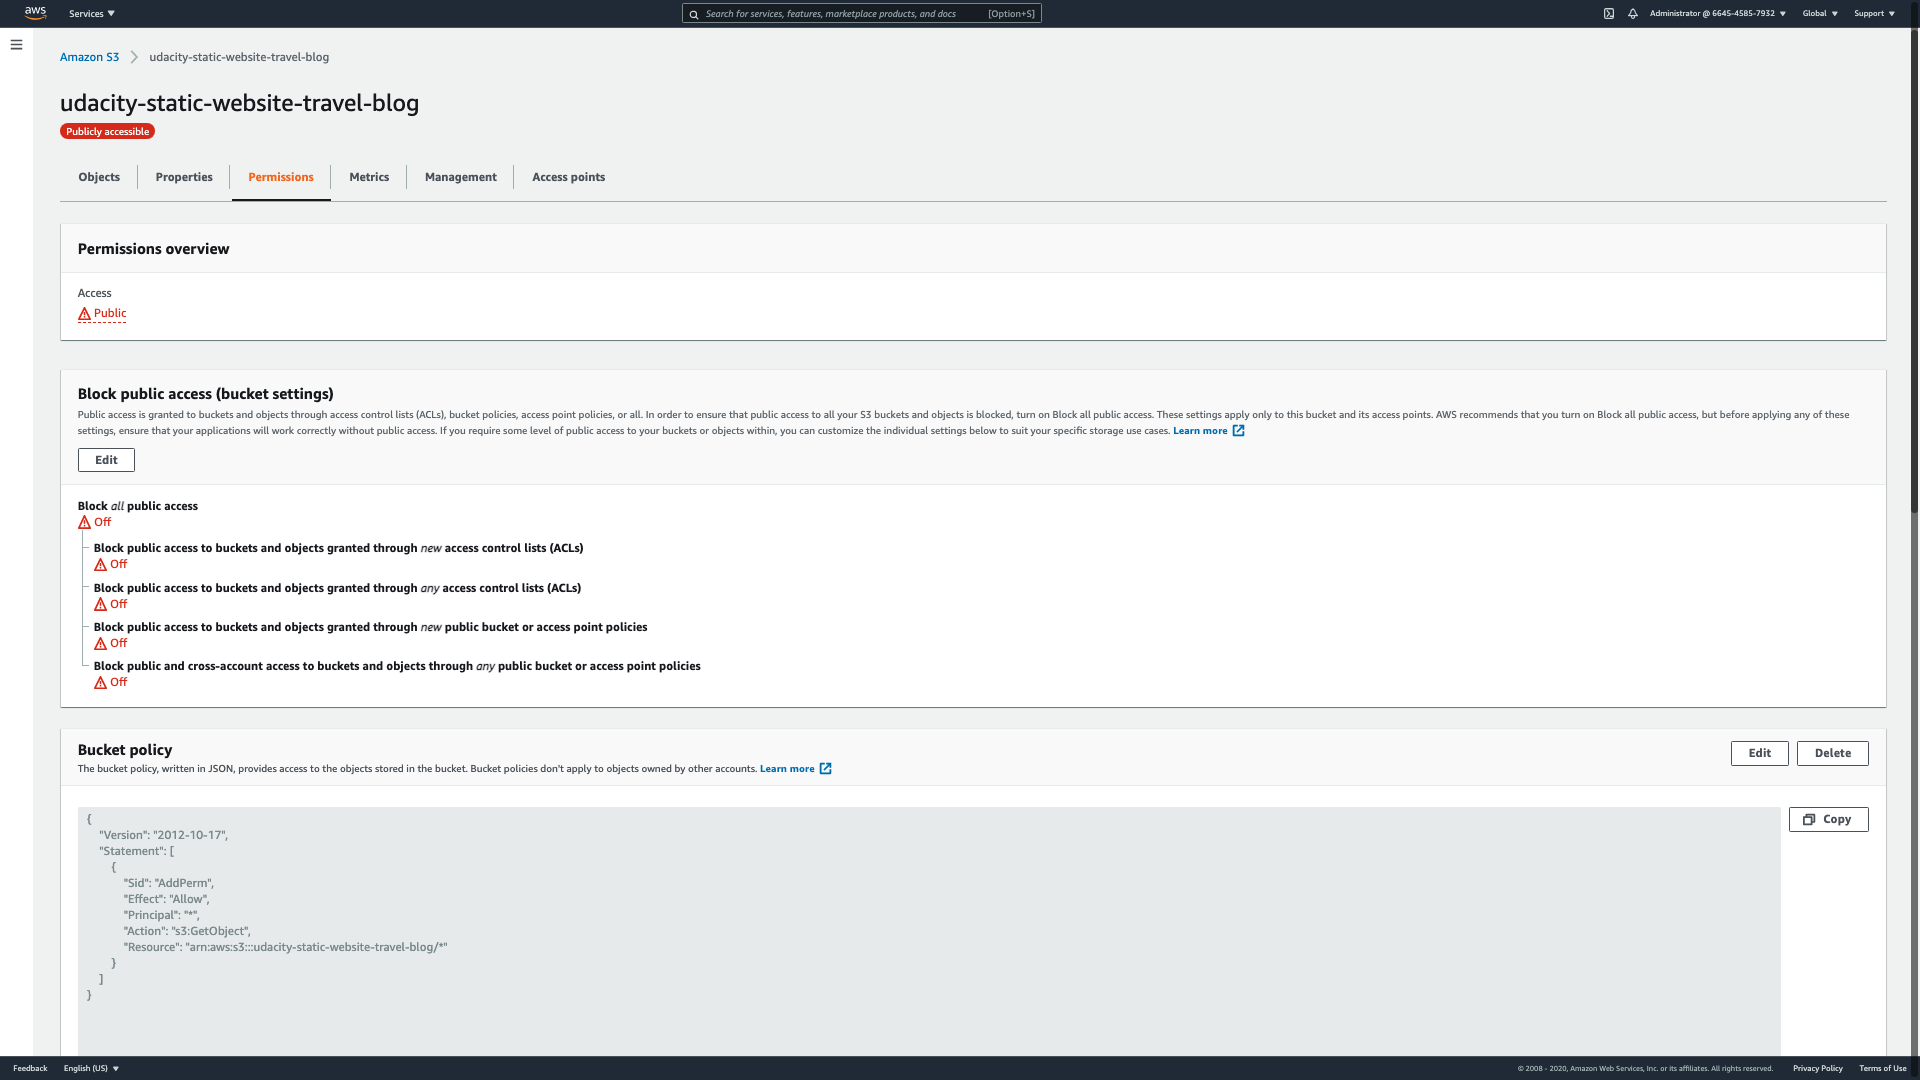 aws
Services
Search for services, features, marketplace products, and docs [Option+S]
Administrator @ 6645-4585-7932
Global
Support
Amazon S3
udacity-static-website-travel-blog
udacity-static-website-travel-blog
Publicly accessible
Objects
Properties
Permissions
Metrics
Management
Access points
Permissions overview
Access
Public
Block public access (bucket settings)
Public access is granted to buckets and objects through access control lists (ACLs), bucket policies, access point policies, or all. In order to ensure that public access to all your S3 buckets and objects is blocked, turn on Block all public access. These settings apply only to this bucket and its access points. AWS recommends that you turn on Block all public access, but before applying any of these
settings, ensure that your applications will work correctly without public access. If you require some level of public access to your buckets or objects within, you can customize the individual settings below to suit your specific storage use cases. Learn more
Edit
Block all public access
Off
Block public access to buckets and objects granted through new access control lists (ACLs)
Off
Block public access to buckets and objects granted through any access control lists (ACLs)
Off
Block public access to buckets and objects granted through new public bucket or access point policies
Off
Block public and cross-account access to buckets and objects through any public bucket or access point policies
Off
Bucket policy
Edit
Delete
The bucket policy, written in JSON, provides access to the objects stored in the bucket. Bucket policies don't apply to objects owned by other accounts. Learn more
Copy
{
"Version": "2012-10-17",
"Statement": [
{
"Sid": "AddPerm",
"Effect": "Allow",
"Principal": "*",
"Action": "s3:GetObject",
"Resource": "arn:aws:s3:::udacity-static-website-travel-blog/*"
}
]
}
Feedback
English (US)
© 2008 - 2020, Amazon Web Services, Inc. or its affiliates. All rights reserved.
Privacy Policy
Terms of Use